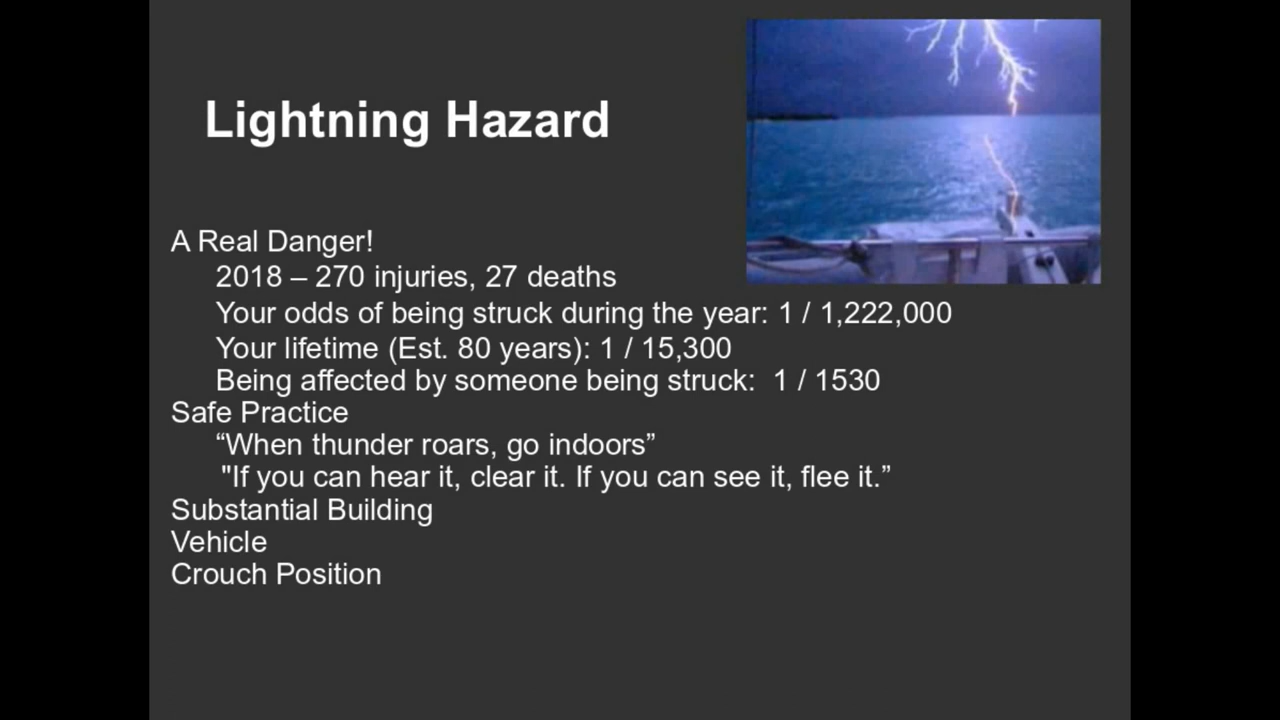 Lightning Hazard
A Real Danger!
2018 – 270 injuries, 27 deaths
Your odds of being struck during the year: 1 / 1,222,000
Your lifetime (Est. 80 years): 1 / 15,300
Being affected by someone being struck:  1 / 1530
Safe Practice
“When thunder roars, go indoors”
"If you can hear it, clear it. If you can see it, flee it.”
Substantial Building
Vehicle
Crouch Position